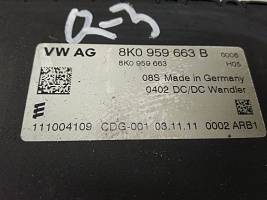 a-3
VW AG 8K0 959 663 B 0006
8K0 959 663 H05
08S Made in Germany
0402 DC/DC Wandler
111004109 CDG-001 03.11.11 0002 ARB1